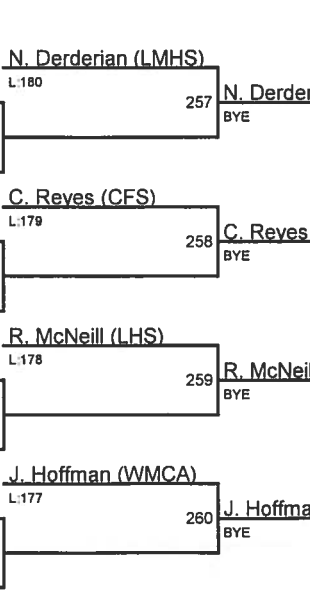 N. Derderian (LMHS)
L:180
257
N. Derder
BYE
C. Reyes (CFS)
L:179
258
C. Reyes
BYE
R. McNeill (LHS)
L:178
259
R. McNeil
BYE
J. Hoffman (WMCA)
L:177
260
J. Hoffma
BYE